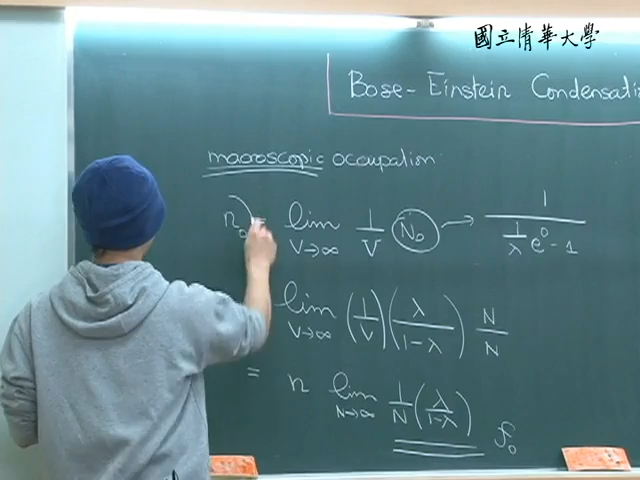 國立清華大學
Bose-Einstein Condensati
macroscopic occupation
n₀ = lim V→∞ 1/V N₀ → 1/(1/λ e⁰ - 1)
lim V→∞ (1/V)(λ/(1-λ)) N/N
= n lim N→∞ 1/N (λ/(1-λ)) f₀